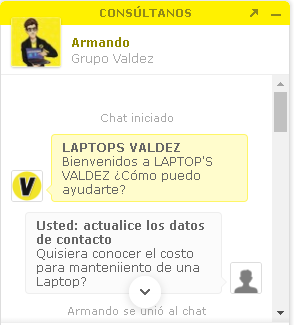 CONSÚLTANOS
Armando
Grupo Valdez
Chat iniciado
LAPTOPS VALDEZ
Bienvenidos a LAPTOP'S
VALDEZ ¿Cómo puedo
ayudarte?
V
Usted: actualice los datos
de contacto
Quisiera conocer el costo
para manteniiento de una
Laptop?
Armando se unió al chat